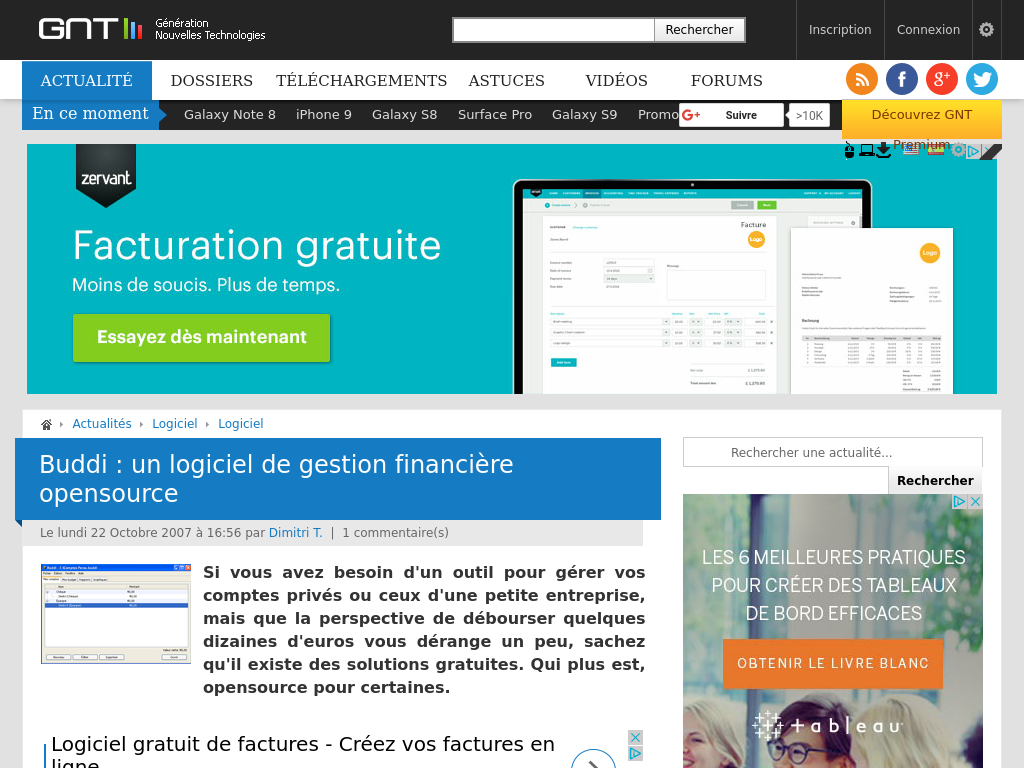 GNT
Génération
Nouvelles Technologies
Rechercher
Inscription
Connexion
ACTUALITÉ
DOSSIERS
TÉLÉCHARGEMENTS
ASTUCES
VIDÉOS
FORUMS
En ce moment
Galaxy Note 8
iPhone 9
Galaxy S8
Surface Pro
Galaxy S9
Promo
Suivre
>10K
Découvrez GNT
Premium
zervant
Facturation gratuite
Moins de soucis. Plus de temps.
Essayez dès maintenant
Facture
Logo
Logo
Actualités
Logiciel
Logiciel
Buddi : un logiciel de gestion financière
opensource
Le lundi 22 Octobre 2007 à 16:56 par Dimitri T. | 1 commentaire(s)
Si vous avez besoin d'un outil pour gérer vos
comptes privés ou ceux d'une petite entreprise,
mais que la perspective de débourser quelques
dizaines d'euros vous dérange un peu, sachez
qu'il existe des solutions gratuites. Qui plus est,
opensource pour certaines.
Logiciel gratuit de factures - Créez vos factures en
ligne
Rechercher une actualité...
Rechercher
LES 6 MEILLEURES PRATIQUES
POUR CRÉER DES TABLEAUX
DE BORD EFFICACES
OBTENIR LE LIVRE BLANC
+ableau